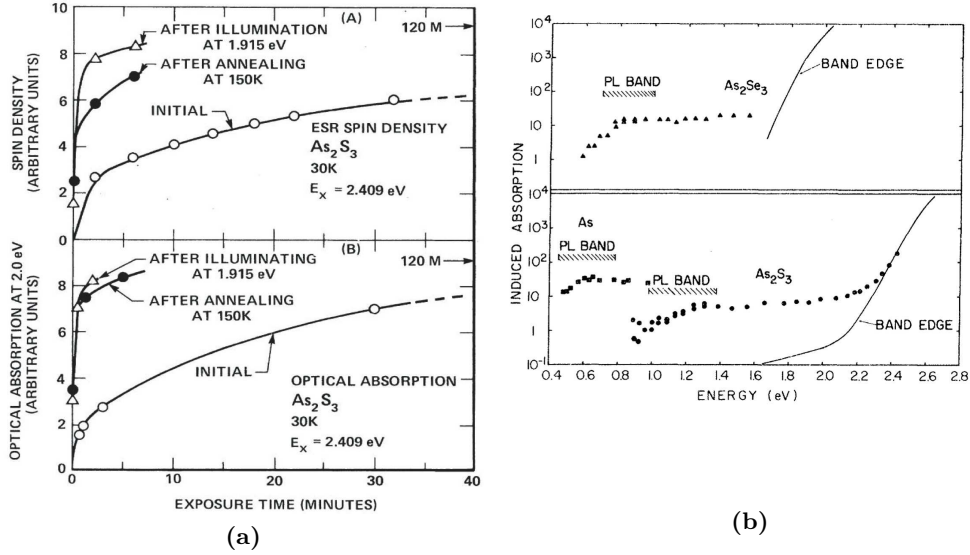 (A)
10
8
6
4
2
0
SPIN DENSITY
(ARBITRARY UNITS)
AFTER ILLUMINATION
AT 1.915 eV
120 M
AFTER ANNEALING
AT 150K
INITIAL
ESR SPIN DENSITY
As2S3
30K
EX = 2.409 eV
(B)
8
6
4
2
0
OPTICAL ABSORPTION AT 2.0 eV
(ARBITRARY UNITS)
AFTER ILLUMINATING
AT 1.915 eV
120 M
AFTER ANNEALING
AT 150K
INITIAL
OPTICAL ABSORPTION
As2S3
30K
EX = 2.409 eV
0 10 20 30 40
EXPOSURE TIME (MINUTES)
(a)
10^4
10^3
10^2
10
1
PL BAND
As2Se3
BAND EDGE
INDUCED ABSORPTION
10^4
10^3
10^2
10
1
10^-1
As
PL BAND
PL BAND
As2S3
BAND EDGE
0.4 0.6 0.8 1.0 1.2 1.4 1.6 1.8 2.0 2.2 2.4 2.6 2.8
ENERGY (eV)
(b)